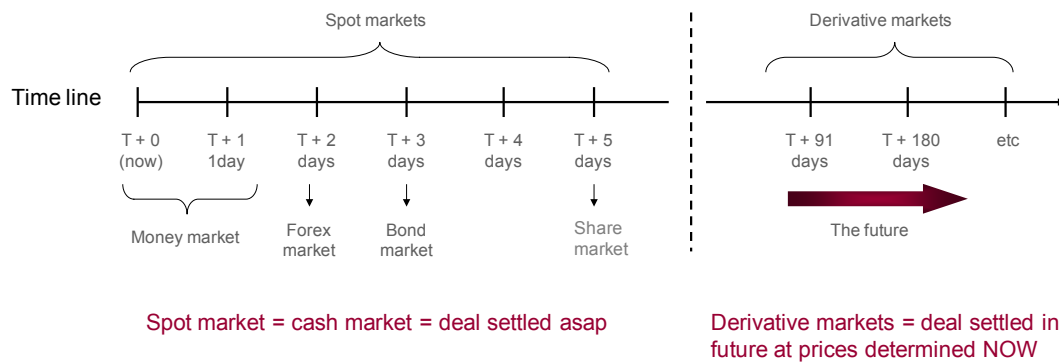 Spot markets
Derivative markets
Time line
T + 0
(now)
T + 1
1day
T + 2
days
T + 3
days
T + 4
days
T + 5
days
T + 91
days
T + 180
days
etc
Money market
Forex
market
Bond
market
Share
market
The future
Spot market = cash market = deal settled asap
Derivative markets = deal settled in
future at prices determined NOW